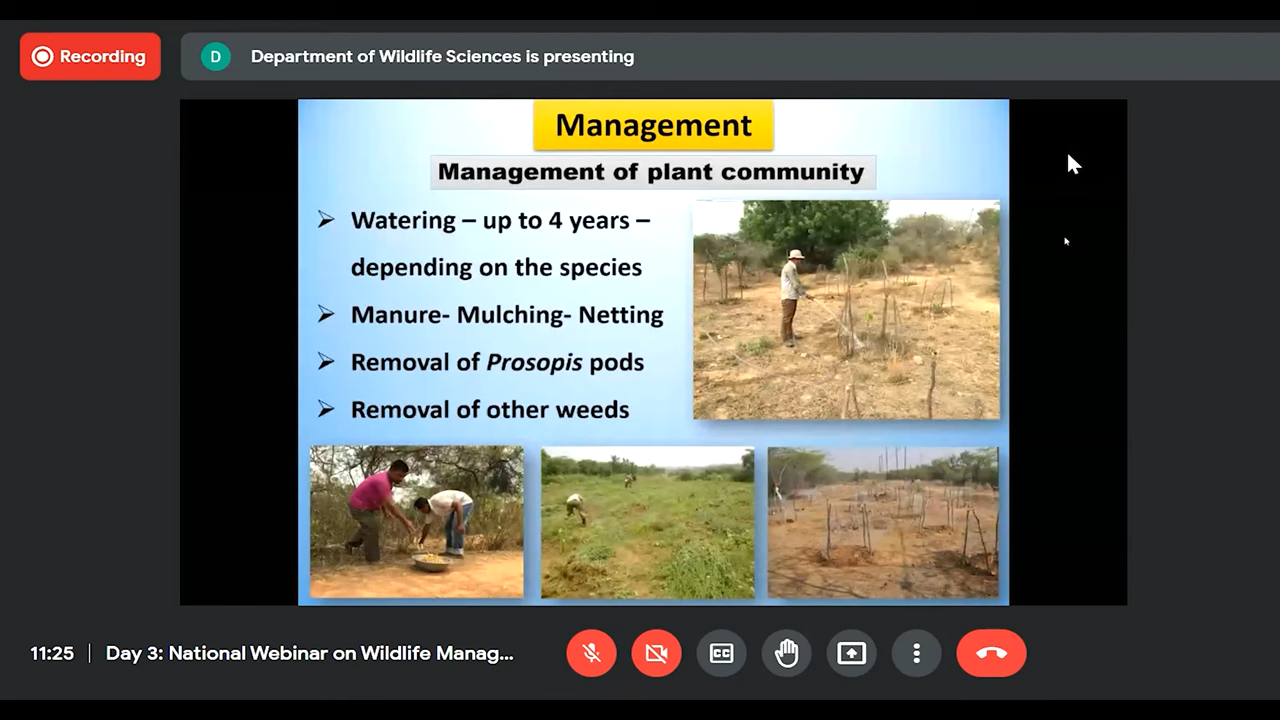 Recording
D
Department of Wildlife Sciences is presenting
Management
Management of plant community
Watering – up to 4 years –
depending on the species
Manure- Mulching- Netting
Removal of Prosopis pods
Removal of other weeds
11:25 | Day 3: National Webinar on Wildlife Manag...
CC